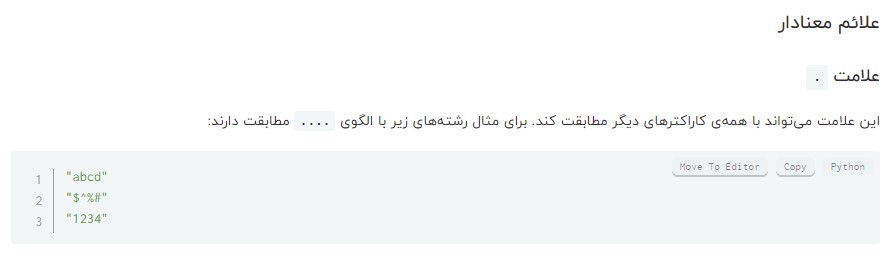 علائم معنادار
علامت .
این علامت می‌تواند با همه‌ی کاراکترهای دیگر مطابقت کند. برای مثال رشته‌های زیر با الگوی .... مطابقت دارند:
Move To Editor Copy Python
1 "abcd"
2 "$^%#"
3 "1234"